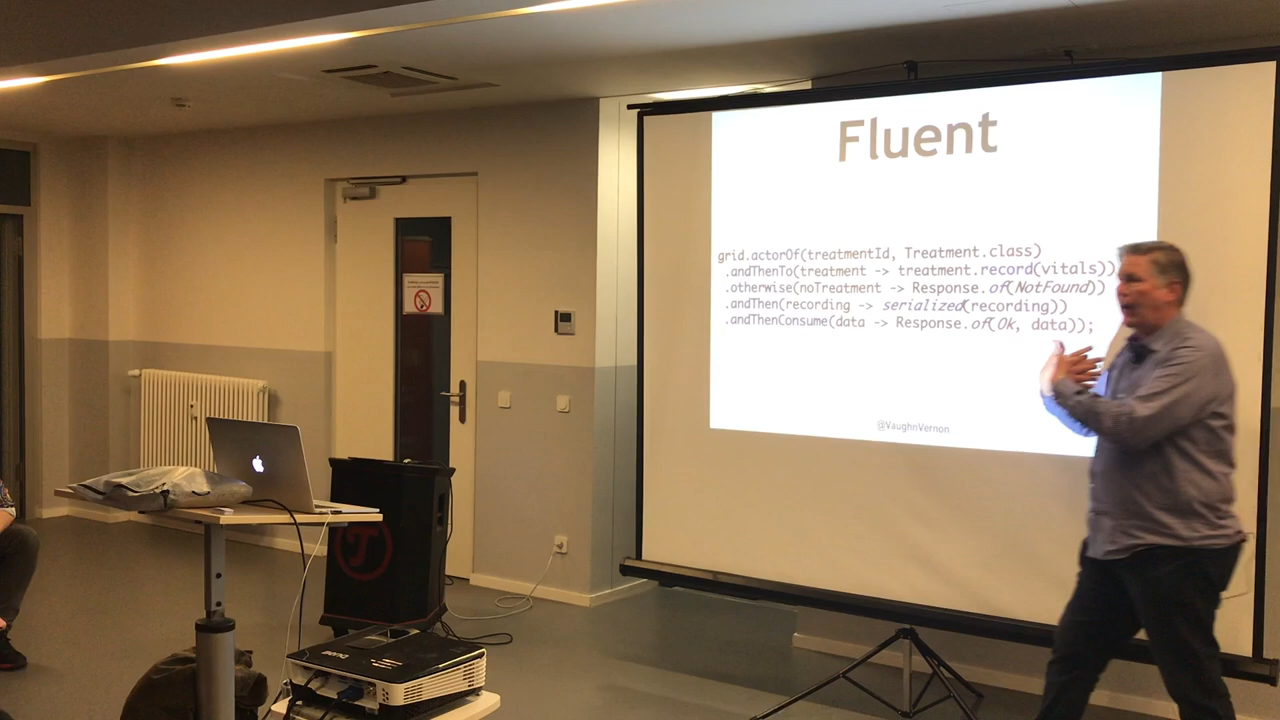 Fluent
grid.actorOf(treatmentId, Treatment.class)
.andThenTo(treatment -> treatment.record(vitals))
.otherwise(noTreatment -> Response.of(NotFound))
.andThen(recording -> serialized(recording))
.andThenConsume(data -> Response.of(Ok, data));
@VaughnVernon
BenQ